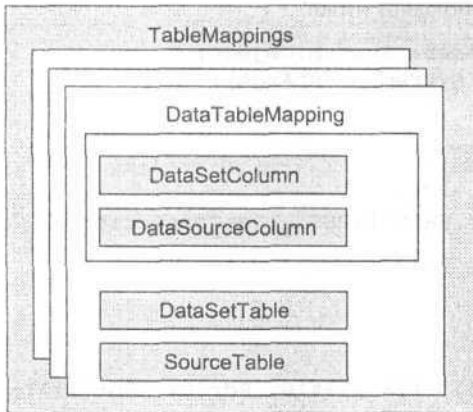 TableMappings
DataTableMapping
DataSetColumn
DataSourceColumn
DataSetTable
SourceTable